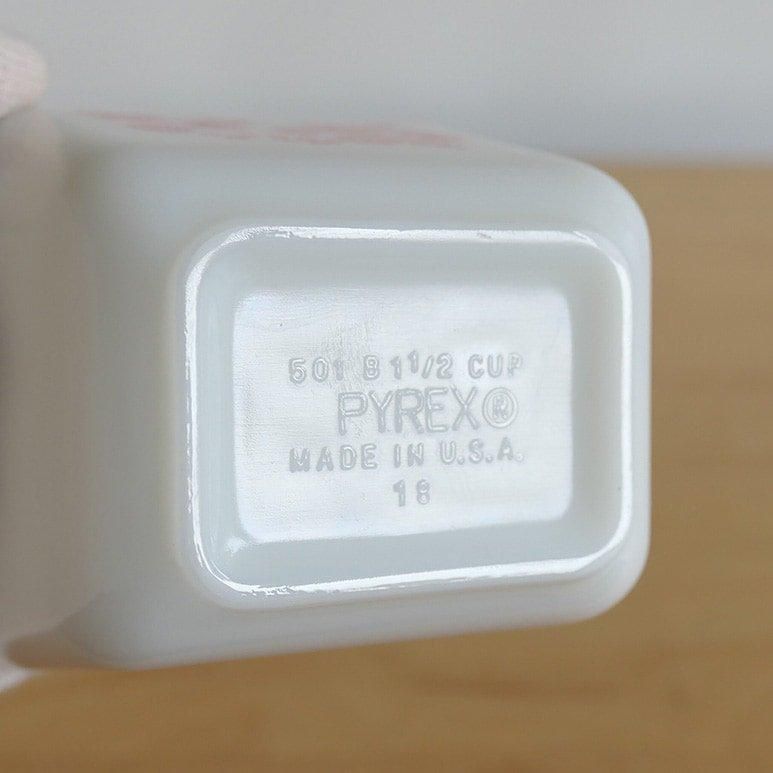 501 B 1 1/2 CUP
PYREX®
MADE IN U.S.A.
18